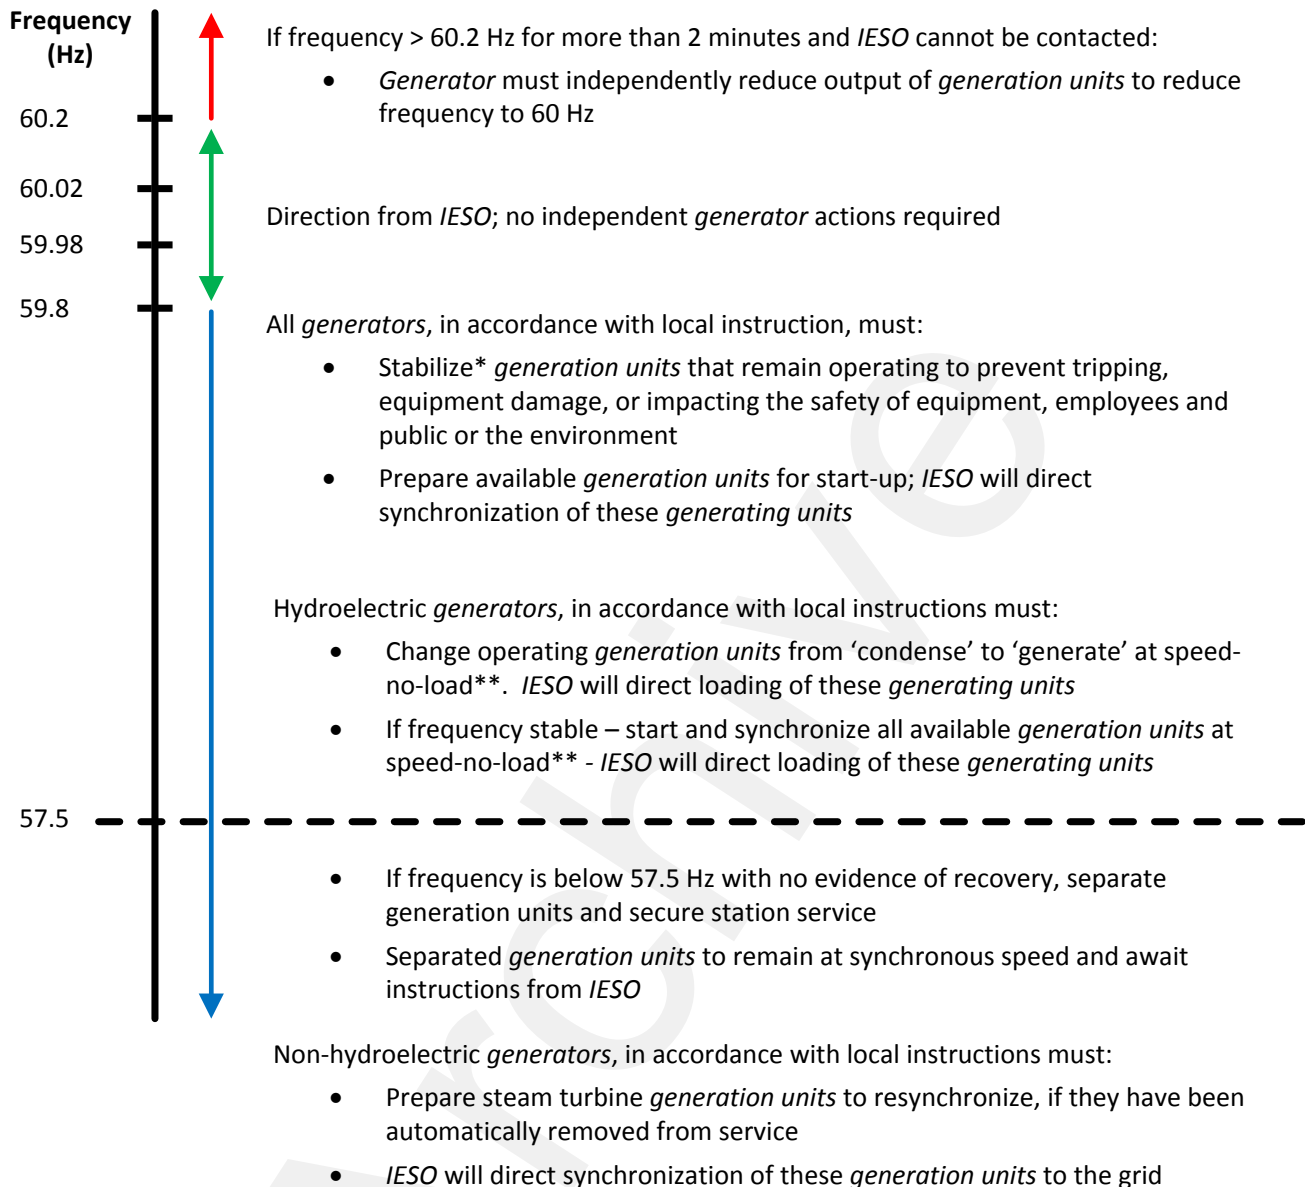 Frequency
(Hz)
If frequency > 60.2 Hz for more than 2 minutes and IESO cannot be contacted:
• Generator must independently reduce output of generation units to reduce
frequency to 60 Hz
60.2
60.02
Direction from IESO; no independent generator actions required
59.98
59.8
All generators, in accordance with local instruction, must:
• Stabilize* generation units that remain operating to prevent tripping,
equipment damage, or impacting the safety of equipment, employees and
public or the environment
• Prepare available generation units for start-up; IESO will direct
synchronization of these generating units
Hydroelectric generators, in accordance with local instructions must:
• Change operating generation units from ‘condense’ to ‘generate’ at speed-
no-load**. IESO will direct loading of these generating units
• If frequency stable – start and synchronize all available generation units at
speed-no-load** - IESO will direct loading of these generating units
57.5
• If frequency is below 57.5 Hz with no evidence of recovery, separate
generation units and secure station service
• Separated generation units to remain at synchronous speed and await
instructions from IESO
Non-hydroelectric generators, in accordance with local instructions must:
• Prepare steam turbine generation units to resynchronize, if they have been
automatically removed from service
• IESO will direct synchronization of these generation units to the grid
Archive